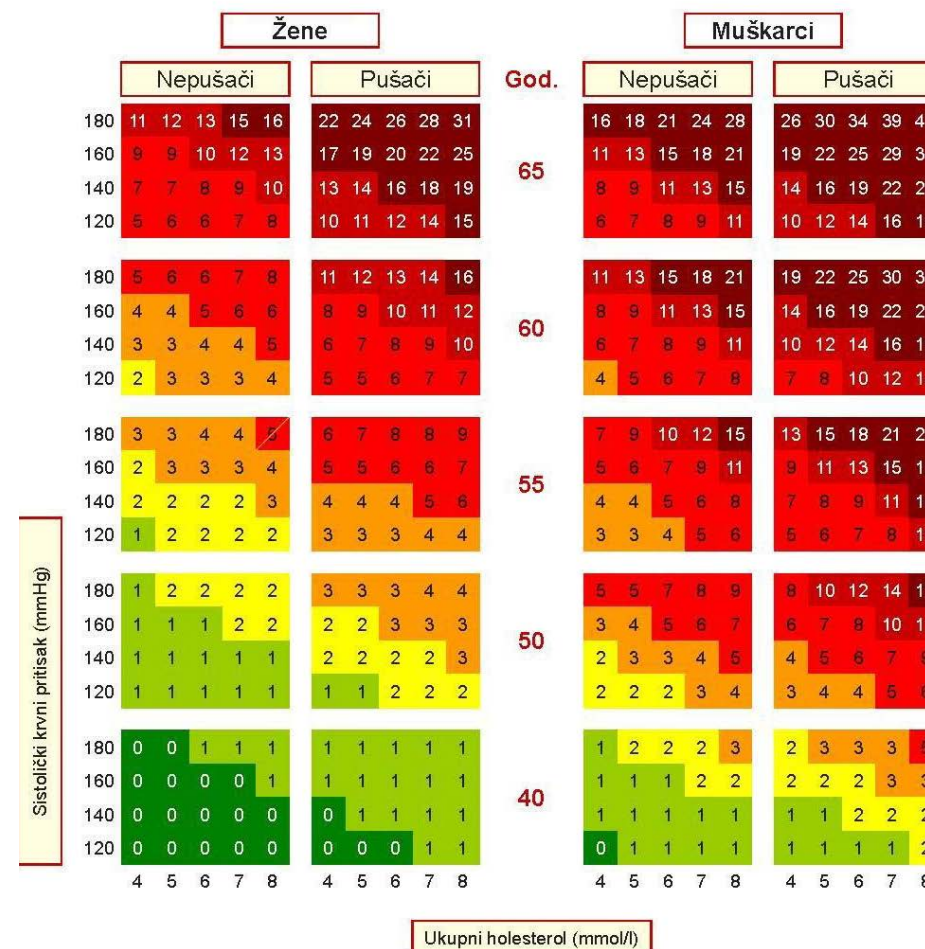 Žene Muškarci
Nepušači Pušači God. Nepušači Pušači
180 11 12 13 15 16 22 24 26 28 31 16 18 21 24 28 26 30 34 39
160 9 9 10 12 13 17 19 20 22 25 11 13 15 18 21 19 22 25 29
65
140 7 7 8 9 10 13 14 16 18 19 8 9 11 13 15 14 16 19 22
120 5 6 6 7 8 10 11 12 14 15 6 7 8 9 11 10 12 14 16
180 5 6 6 7 8 11 12 13 14 16 11 13 15 18 21 19 22 25 30
160 4 4 5 6 6 8 9 10 11 12 8 9 11 13 15 14 16 19 22
60
140 3 3 4 4 5 6 7 8 9 10 6 7 8 9 11 10 12 14 16
120 2 3 3 3 4 5 5 6 7 7 4 5 6 7 8 7 8 10 12
180 3 3 4 4 5 6 7 8 8 9 7 9 10 12 15 13 15 18 21
160 2 3 3 3 4 5 5 6 6 7 5 6 7 9 11 9 11 13 15
55
140 2 2 2 2 3 4 4 4 5 6 4 4 5 6 8 7 8 9 11
120 1 2 2 2 2 3 3 3 4 4 3 3 4 5 6 5 6 7 8
180 1 2 2 2 2 3 3 3 4 4 5 5 7 8 9 8 10 12 14
160 1 1 1 2 2 2 2 3 3 3 3 4 5 6 7 6 7 8 10
50
140 1 1 1 1 1 2 2 2 2 3 2 3 3 4 5 4 5 6 7
120 1 1 1 1 1 1 1 2 2 2 2 2 2 3 4 3 4 4 5
180 0 0 1 1 1 1 1 1 1 1 1 2 2 2 3 2 3 3 3
160 0 0 0 0 1 1 1 1 1 1 1 1 1 2 2 2 2 2 3
40
140 0 0 0 0 0 0 1 1 1 1 1 1 1 1 1 1 1 2 2
120 0 0 0 0 0 0 0 0 1 1 0 1 1 1 1 1 1 1 1
4 5 6 7 8 4 5 6 7 8 4 5 6 7 8 4 5 6 7
Sistolički krvni pritisak (mmHg)
Ukupni holesterol (mmol/l)